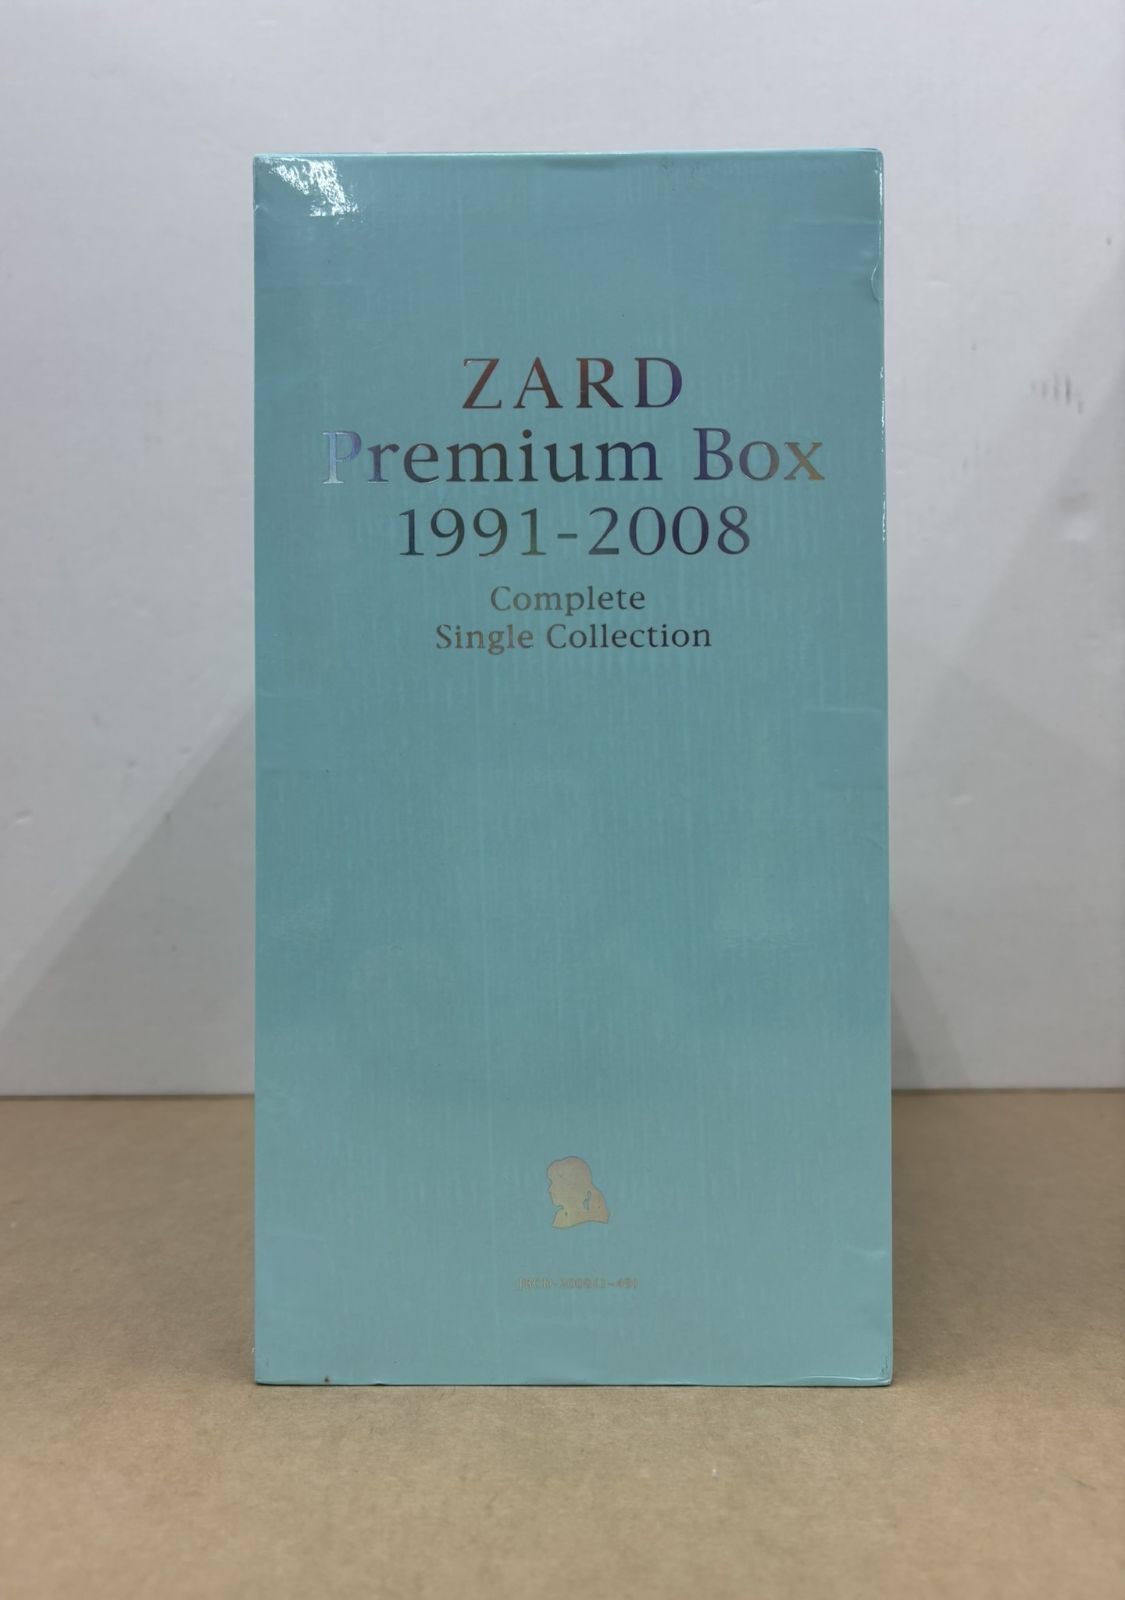 ZARD
Premium Box
1991-2008
Complete
Single Collection